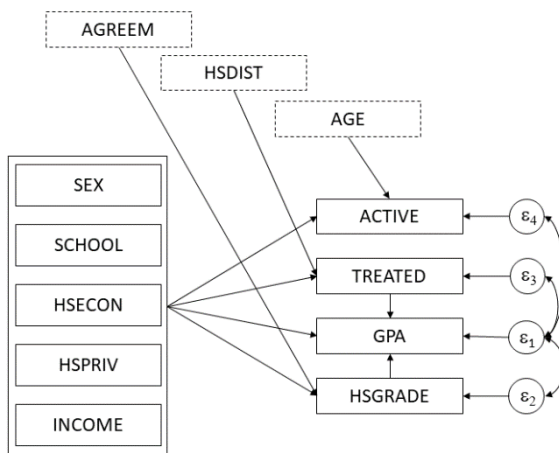 AGREEM
HSDIST
AGE
SEX
SCHOOL
HSECON
HSPRIV
INCOME
ACTIVE
TREATED
GPA
HSGRADE
ε4
ε3
ε1
ε2